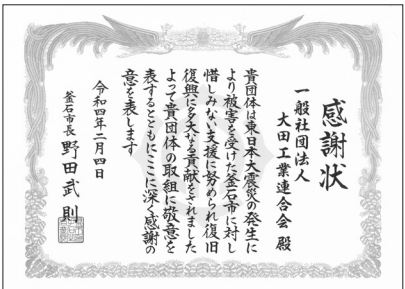 感謝状
一般社団法人
大田工業連合会 殿
貴団体は東日本大震災の発生に
より被害を受けた釜石市に対し
惜しみない支援に努められ復旧
復興に多大なる貢献をされました
よって貴団体の取組に敬意を
表するとともにここに深く感謝の
意を表します
令和四年二月四日
釜石市長 野田武則